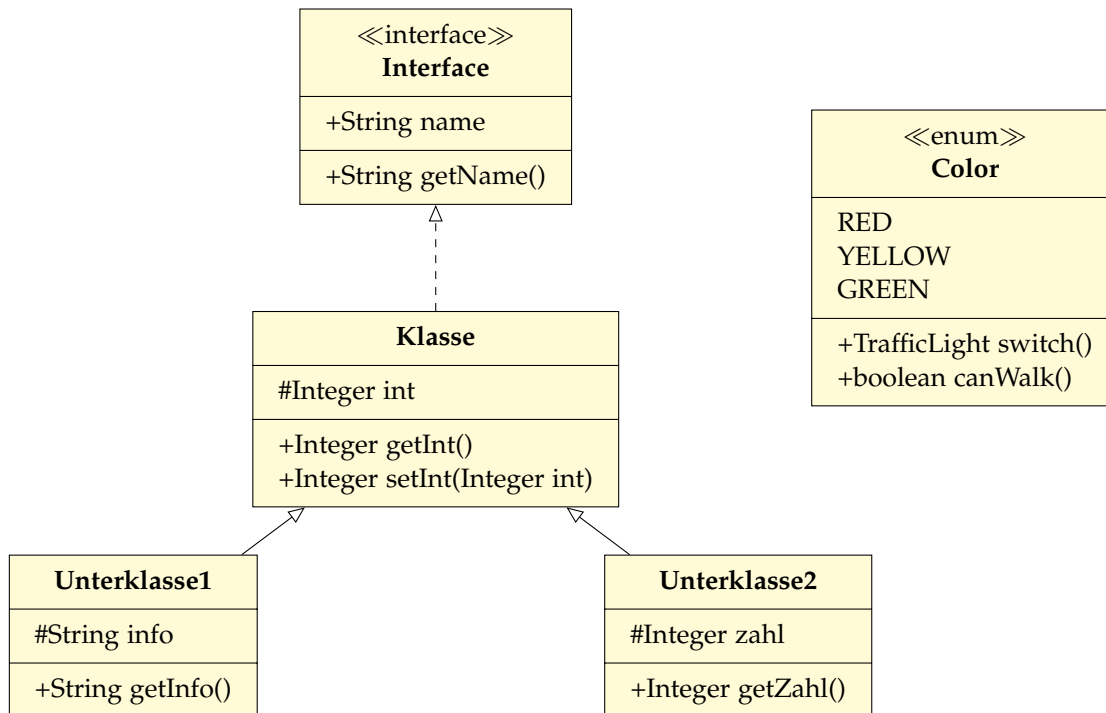 ≪interface≫
Interface
+String name
+String getName()
≪enum≫
Color
RED
YELLOW
GREEN
+TrafficLight switch()
+boolean canWalk()
Klasse
#Integer int
+Integer getInt()
+Integer setInt(Integer int)
Unterklasse1
#String info
+String getInfo()
Unterklasse2
#Integer zahl
+Integer getZahl()